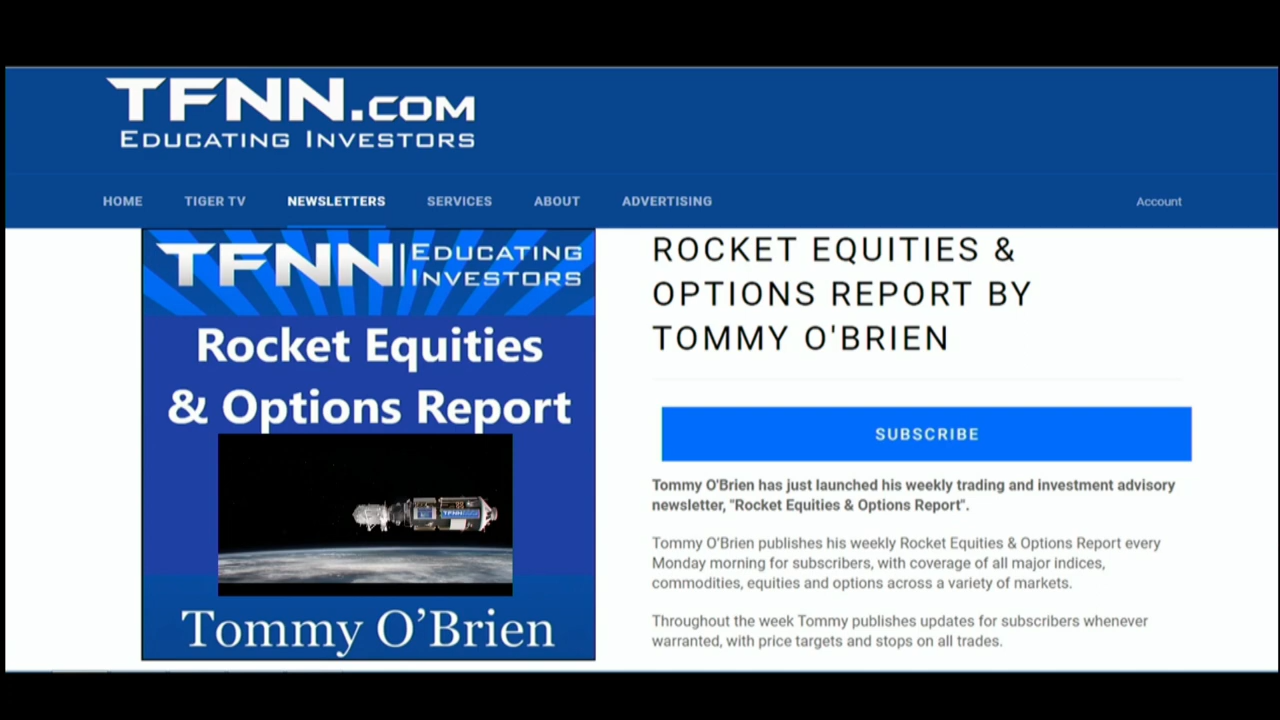 TFNN.COM
EDUCATING INVESTORS
HOME TIGER TV NEWSLETTERS SERVICES ABOUT ADVERTISING Account
TFNN EDUCATING
INVESTORS
Rocket Equities
& Options Report
TFNN
Tommy O’Brien
ROCKET EQUITIES &
OPTIONS REPORT BY
TOMMY O'BRIEN
SUBSCRIBE
Tommy O'Brien has just launched his weekly trading and investment advisory
newsletter, "Rocket Equities & Options Report".
Tommy O'Brien publishes his weekly Rocket Equities & Options Report every
Monday morning for subscribers, with coverage of all major indices,
commodities, equities and options across a variety of markets.
Throughout the week Tommy publishes updates for subscribers whenever
warranted, with price targets and stops on all trades.